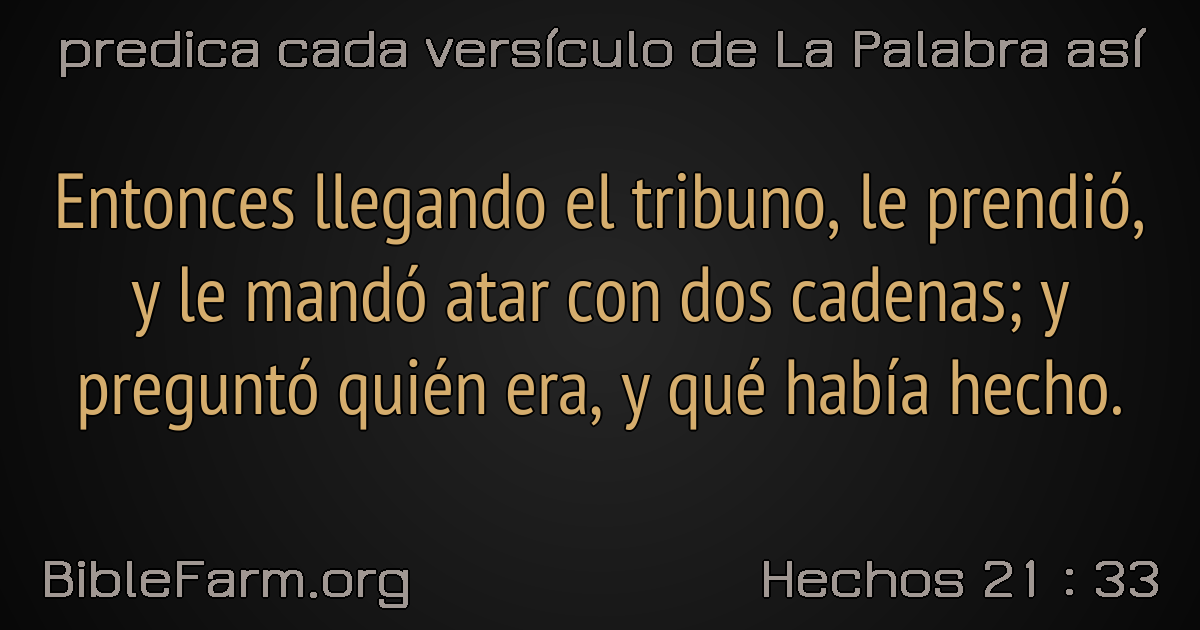 predica cada versículo de La Palabra así
Entonces llegando el tribuno, le prendió,
y le mandó atar con dos cadenas; y
preguntó quién era, y qué había hecho.
BibleFarm.org
Hechos 21 : 33